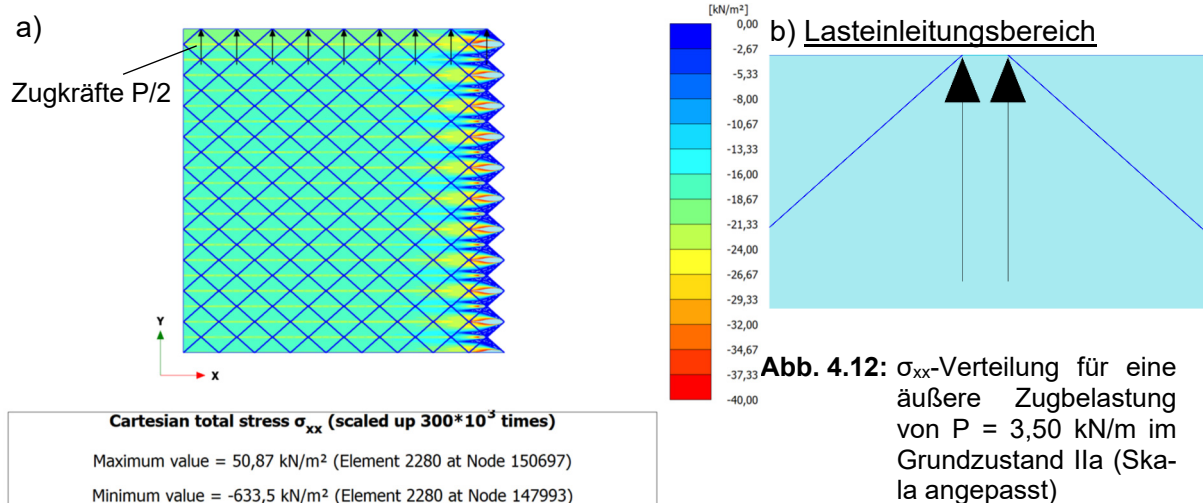 a)
Zugkräfte P/2
Y
X
[kN/m²]
0,00
-2,67
-5,33
-8,00
-10,67
-13,33
-16,00
-18,67
-21,33
-24,00
-26,67
-29,33
-32,00
-34,67
-37,33
-40,00
b) Lasteinleitungsbereich
Cartesian total stress σxx (scaled up 300*10³ times)
Maximum value = 50,87 kN/m² (Element 2280 at Node 150697)
Minimum value = -633,5 kN/m² (Element 2280 at Node 147993)
Abb. 4.12: σxx-Verteilung für eine
äußere Zugbelastung
von P = 3,50 kN/m im
Grundzustand IIa (Ska-
la angepasst)